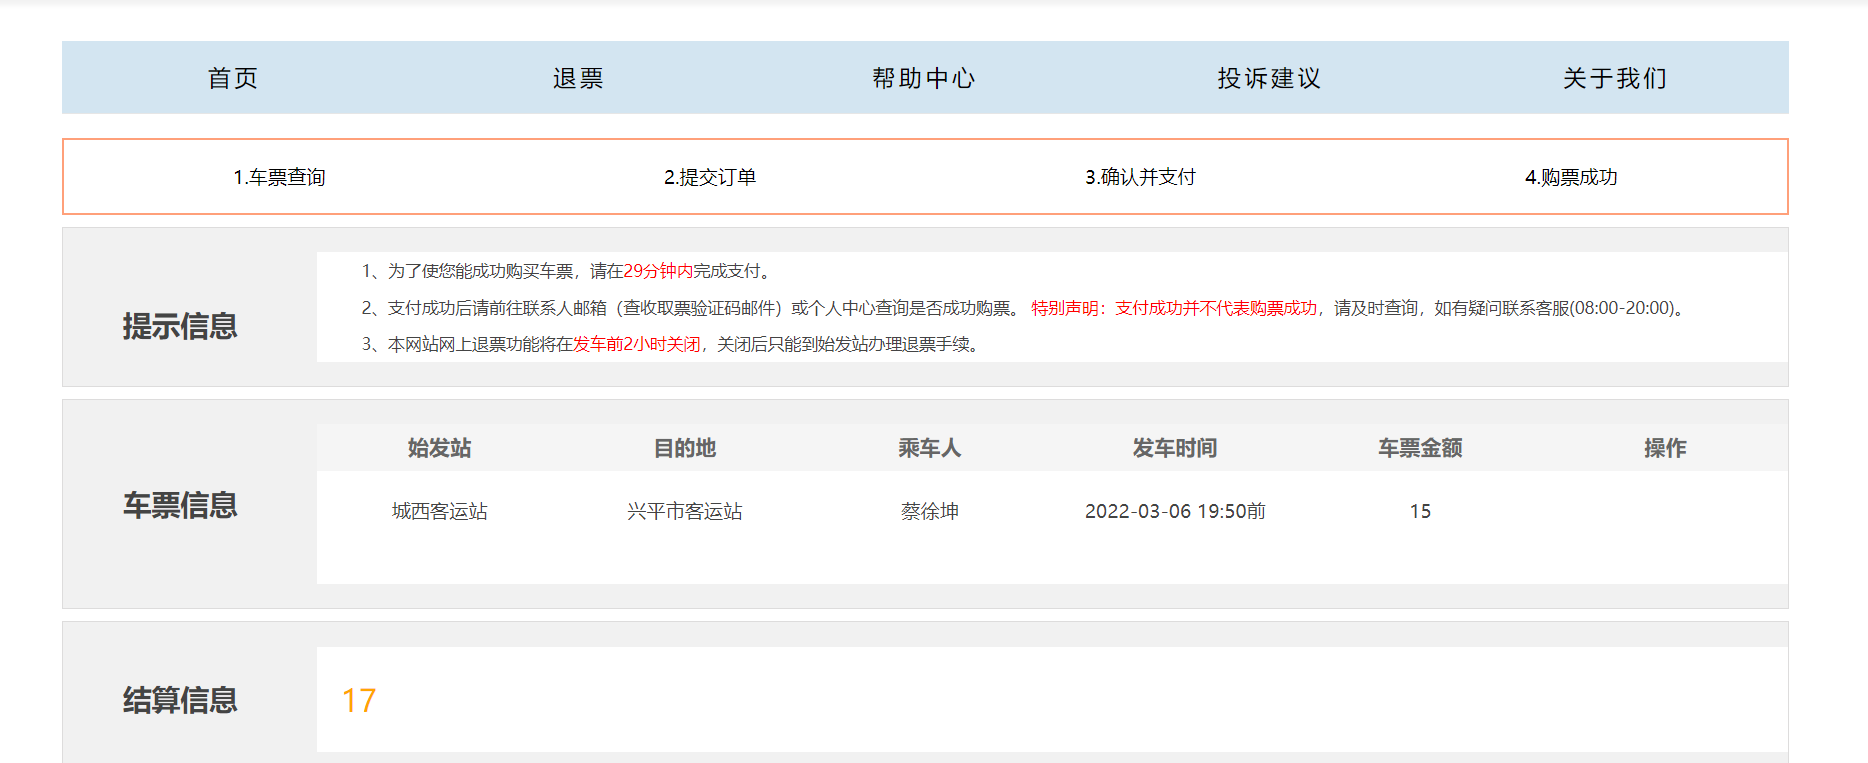 首页 退票 帮助中心 投诉建议 关于我们
1.车票查询 2.提交订单 3.确认并支付 4.购票成功
提示信息
1、为了使您能成功购买车票，请在29分钟内完成支付。
2、支付成功后请前往联系人邮箱（查收取票验证码邮件）或个人中心查询是否成功购票。 特别声明：支付成功并不代表购票成功，请及时查询，如有疑问联系客服(08:00-20:00)。
3、本网站网上退票功能将在发车前2小时关闭，关闭后只能到始发站办理退票手续。
车票信息
始发站 目的地 乘车人 发车时间 车票金额 操作
城西客运站 兴平市客运站 蔡徐坤 2022-03-06 19:50前 15
结算信息
17